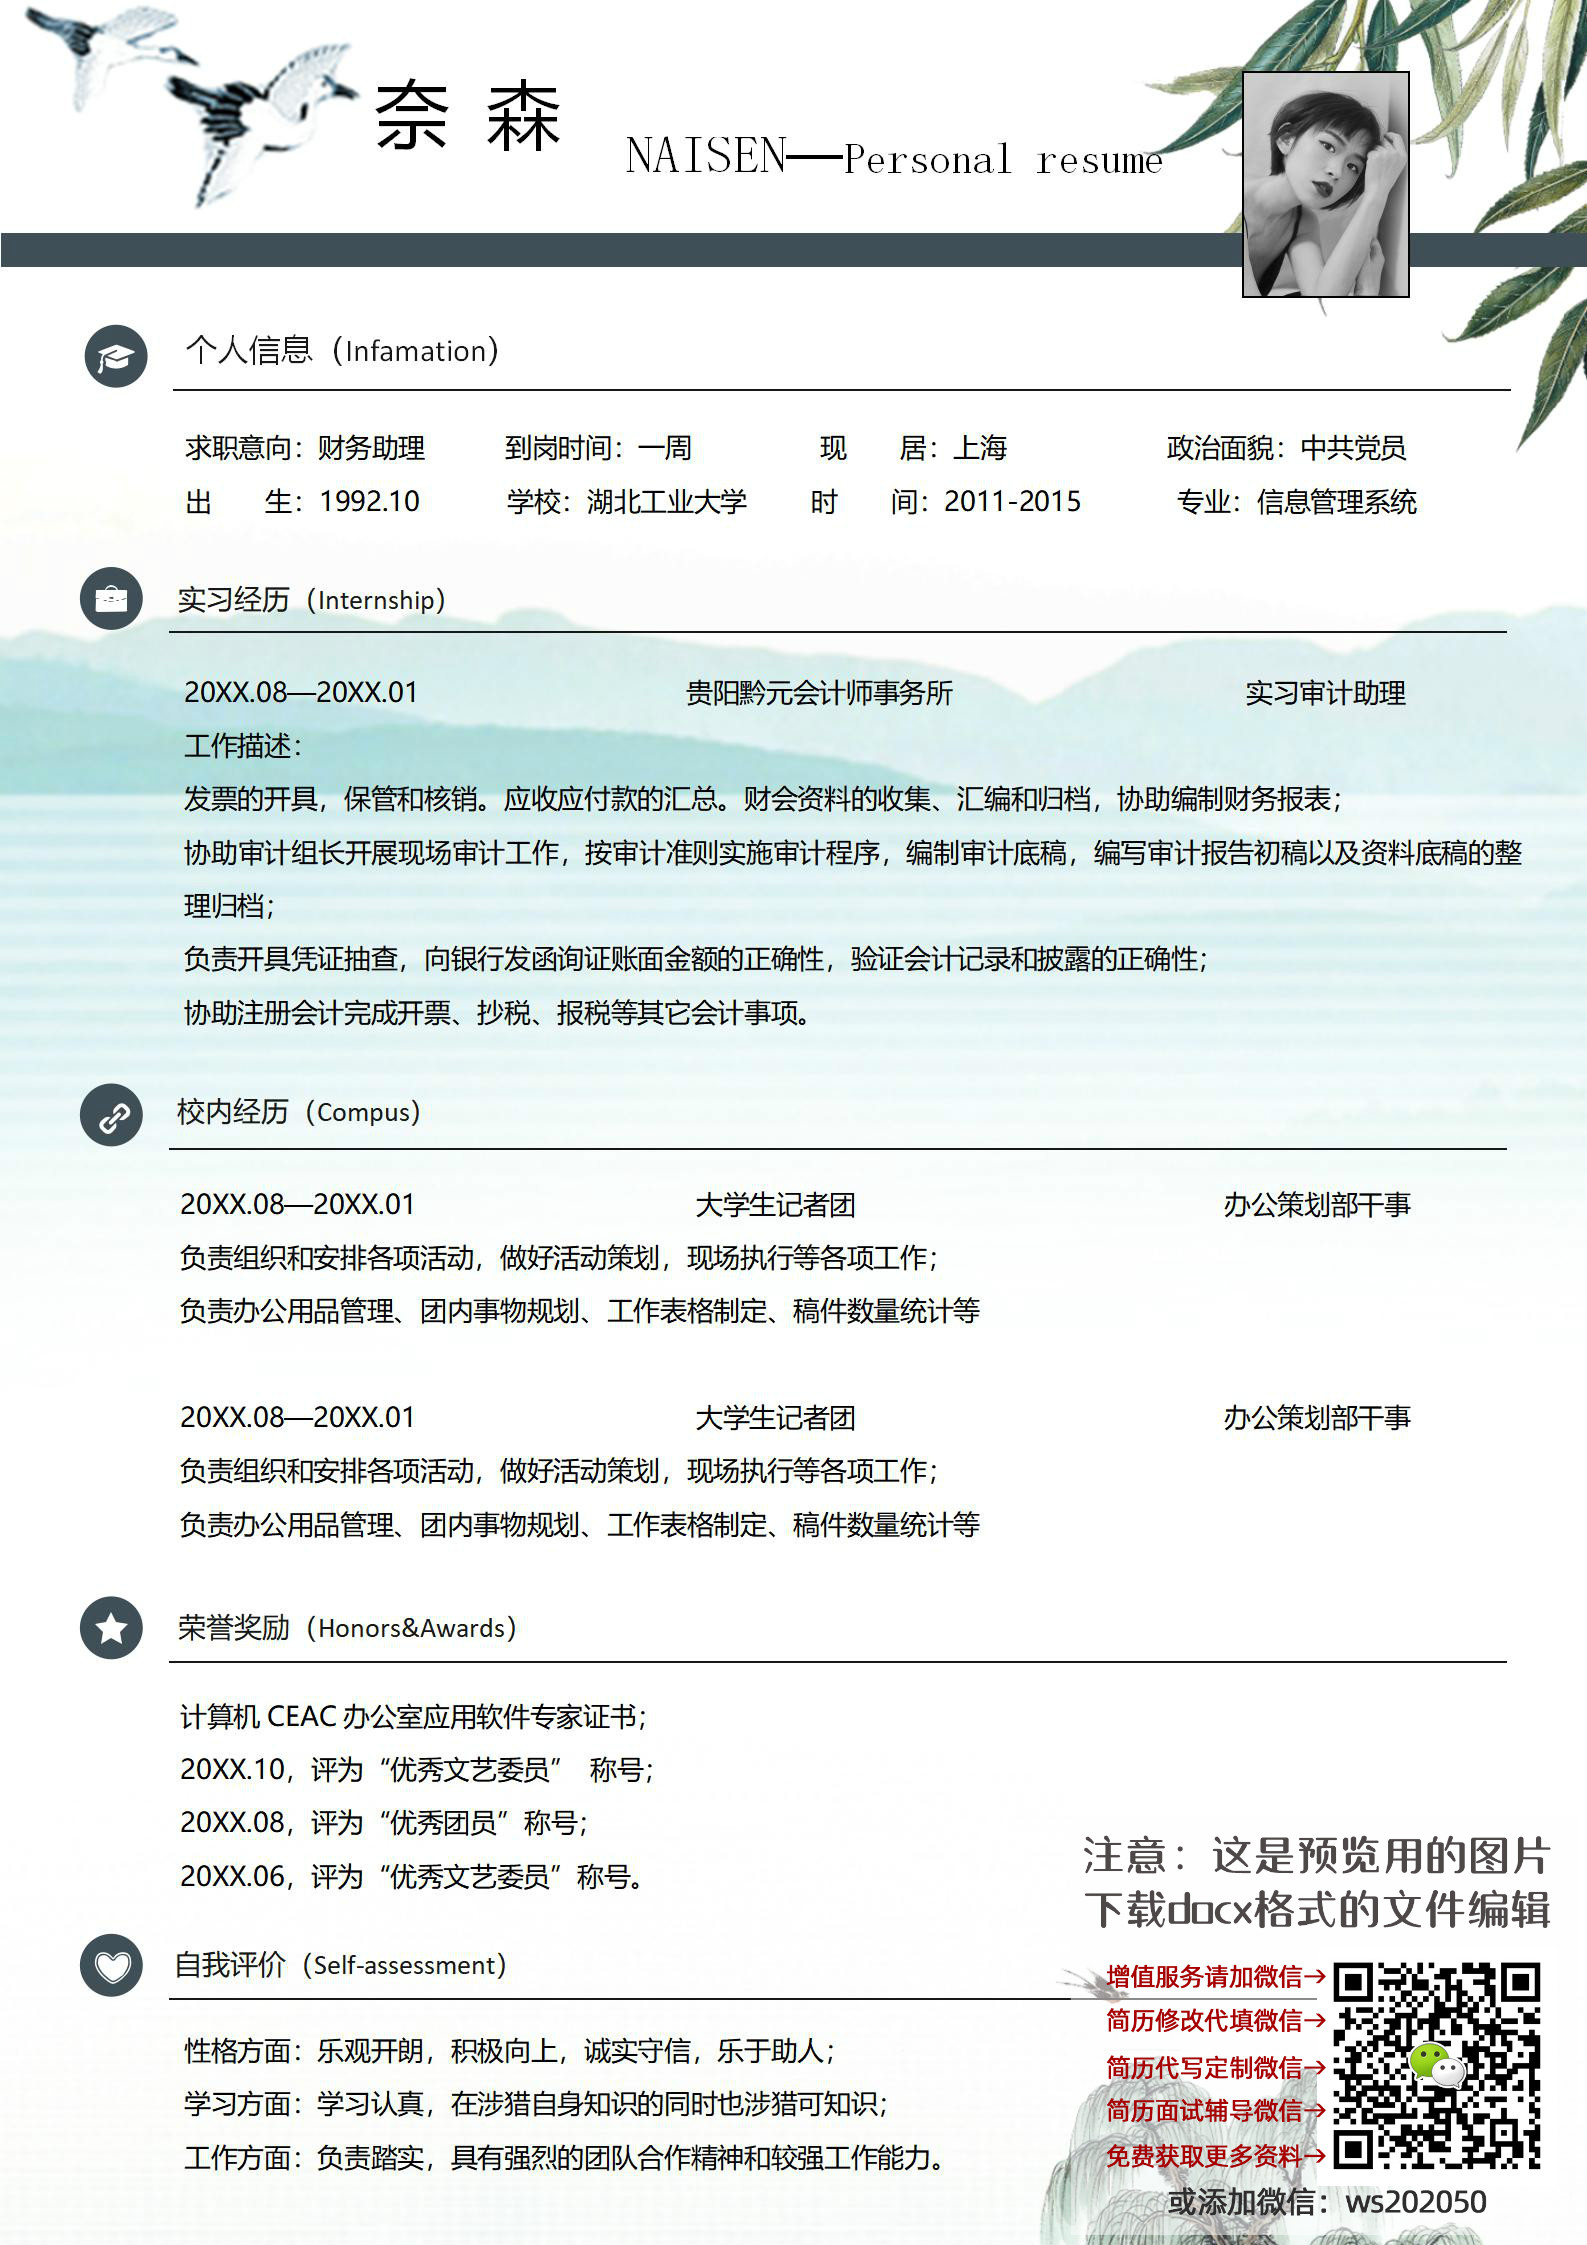 奈 森
NAISEN——Personal resume
个人信息（Infamation）
求职意向：财务助理 到岗时间：一周 现 居：上海 政治面貌：中共党员
出 生：1992.10 学校：湖北工业大学 时 间：2011-2015 专业：信息管理系统
实习经历（Internship）
20XX.08—20XX.01 贵阳黔元会计师事务所 实习审计助理
工作描述：
发票的开具，保管和核销。应收应付款的汇总。财会资料的收集、汇编和归档，协助编制财务报表；
协助审计组长开展现场审计工作，按审计准则实施审计程序，编制审计底稿，编写审计报告初稿以及资料底稿的整
理归档；
负责开具凭证抽查，向银行发函询证账面金额的正确性，验证会计记录和披露的正确性；
协助注册会计完成开票、抄税、报税等其它会计事项。
校内经历（Compus）
20XX.08—20XX.01 大学生记者团 办公策划部干事
负责组织和安排各项活动，做好活动策划，现场执行等各项工作；
负责办公用品管理、团内事物规划、工作表格制定、稿件数量统计等
20XX.08—20XX.01 大学生记者团 办公策划部干事
负责组织和安排各项活动，做好活动策划，现场执行等各项工作；
负责办公用品管理、团内事物规划、工作表格制定、稿件数量统计等
荣誉奖励（Honors&Awards）
计算机 CEAC 办公室应用软件专家证书；
20XX.10，评为“优秀文艺委员” 称号；
20XX.08，评为“优秀团员”称号；
20XX.06，评为“优秀文艺委员”称号。
注意：这是预览用的图片
下载docx格式的文件编辑
自我评价（Self-assessment）
增值服务请加微信→
简历修改代填微信→
简历代写定制微信→
简历面试辅导微信→
免费获取更多资料→
或添加微信：ws202050
性格方面：乐观开朗，积极向上，诚实守信，乐于助人；
学习方面：学习认真，在涉猎自身知识的同时也涉猎可知识；
工作方面：负责踏实，具有强烈的团队合作精神和较强工作能力。